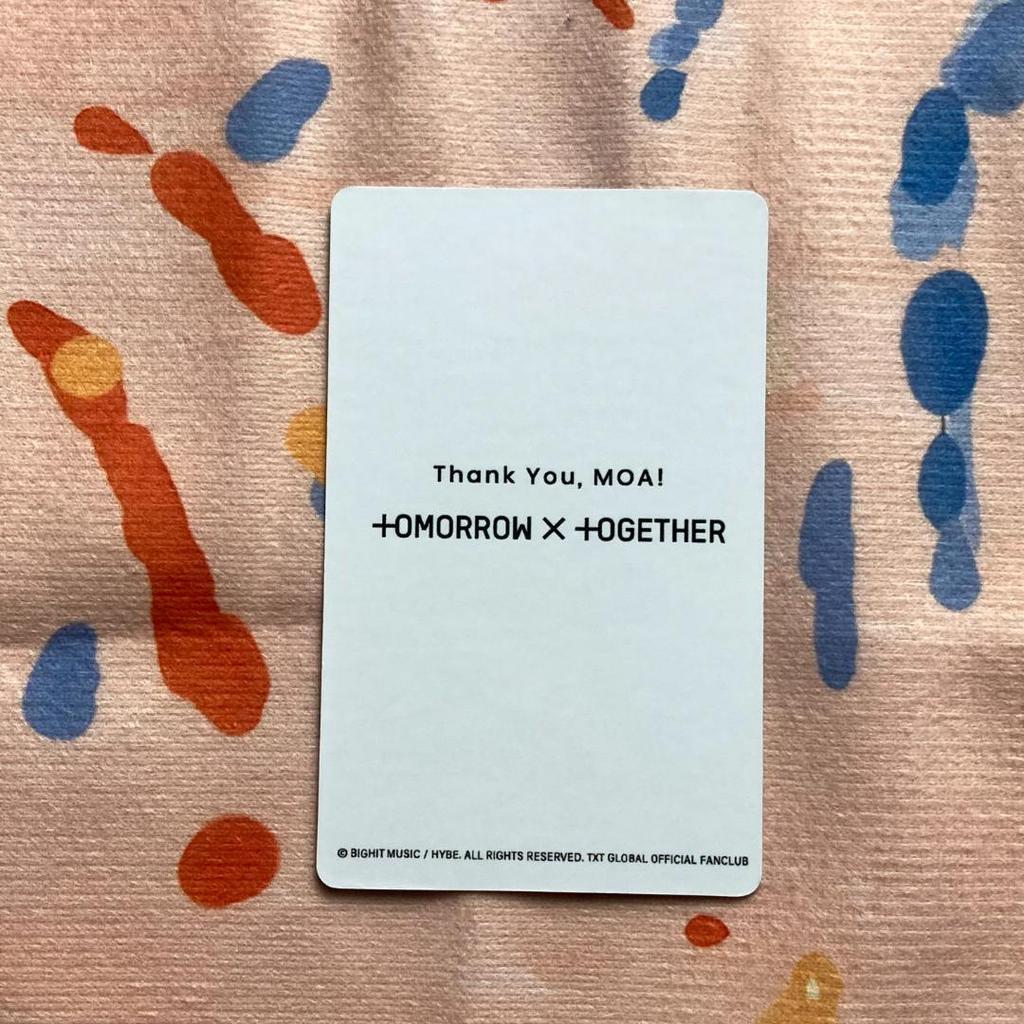 Thank You, MOA!
TOMORROW X TOGETHER
© BIGHIT MUSIC / HYBE. ALL RIGHTS RESERVED. TXT GLOBAL OFFICIAL FANCLUB